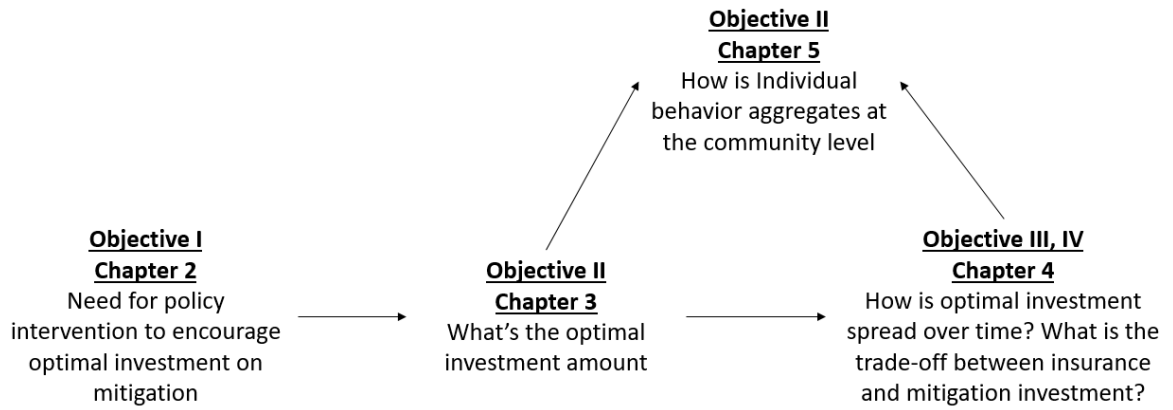 Objective II
Chapter 5
How is Individual
behavior aggregates at
the community level
Objective I
Chapter 2
Need for policy
intervention to encourage
optimal investment on
mitigation
Objective II
Chapter 3
What's the optimal
investment amount
Objective III, IV
Chapter 4
How is optimal investment
spread over time? What is the
trade-off between insurance
and mitigation investment?